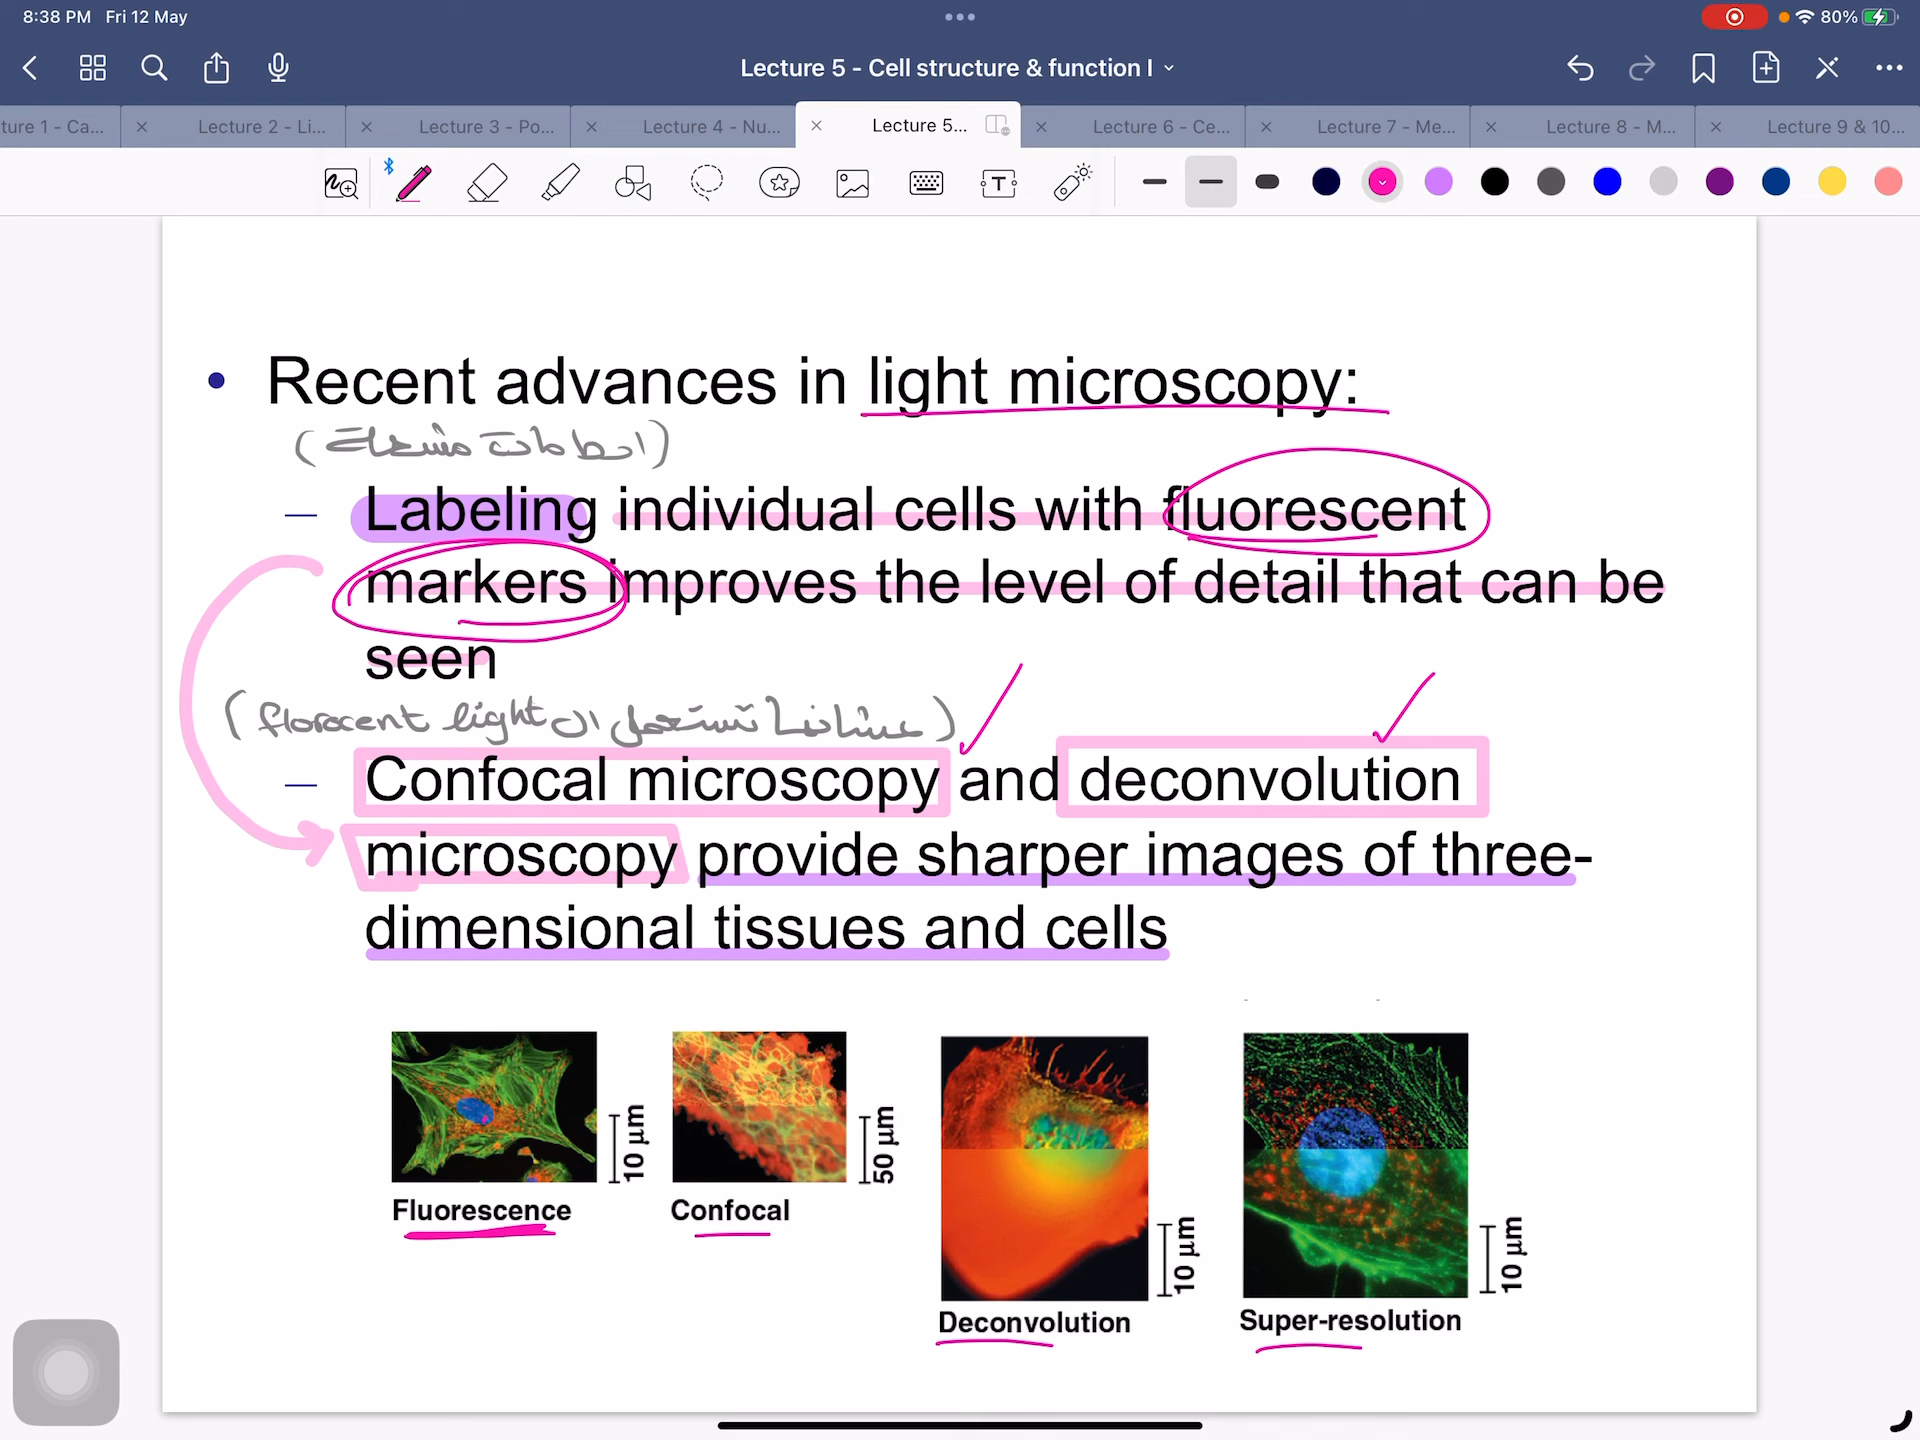 8:38 PM Fri 12 May
80%
Lecture 5 - Cell structure & function I
ture 1 - Ca...
Lecture 2 - Li...
Lecture 3 - Po...
Lecture 4 - Nu...
Lecture 5...
Lecture 6 - Ce...
Lecture 7 - Me...
Lecture 8 - M...
Lecture 9 & 10...
• Recent advances in light microscopy:
— Labeling individual cells with fluorescent
markers improves the level of detail that can be
seen
(عشاننا نستعمل ال florocent light)
— Confocal microscopy and deconvolution
microscopy provide sharper images of three-
dimensional tissues and cells
10 µm
50 µm
10 µm
10 µm
Fluorescence
Confocal
Deconvolution
Super-resolution